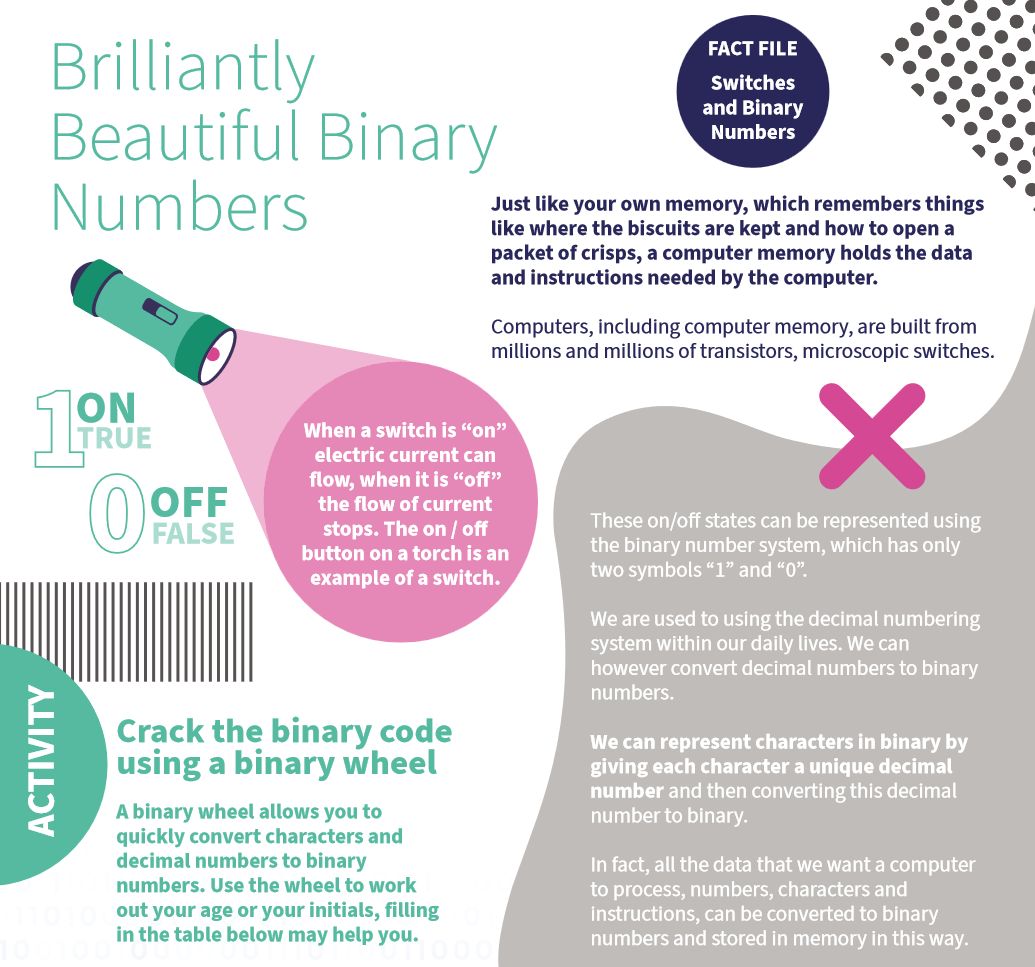 Brilliantly
Beautiful Binary
Numbers
FACT FILE
Switches
and Binary
Numbers
Just like your own memory, which remembers things
like where the biscuits are kept and how to open a
packet of crisps, a computer memory holds the data
and instructions needed by the computer.
Computers, including computer memory, are built from
millions and millions of transistors, microscopic switches.
1 ON
TRUE
0 OFF
FALSE
When a switch is “on”
electric current can
flow, when it is “off”
the flow of current
stops. The on / off
button on a torch is an
example of a switch.
These on/off states can be represented using
the binary number system, which has only
two symbols “1” and “0”.
We are used to using the decimal numbering
system within our daily lives. We can
however convert decimal numbers to binary
numbers.
We can represent characters in binary by
giving each character a unique decimal
number and then converting this decimal
number to binary.
In fact, all the data that we want a computer
to process, numbers, characters and
instructions, can be converted to binary
numbers and stored in memory in this way.
ACTIVITY
Crack the binary code
using a binary wheel
A binary wheel allows you to
quickly convert characters and
decimal numbers to binary
numbers. Use the wheel to work
out your age or your initials, filling
in the table below may help you.